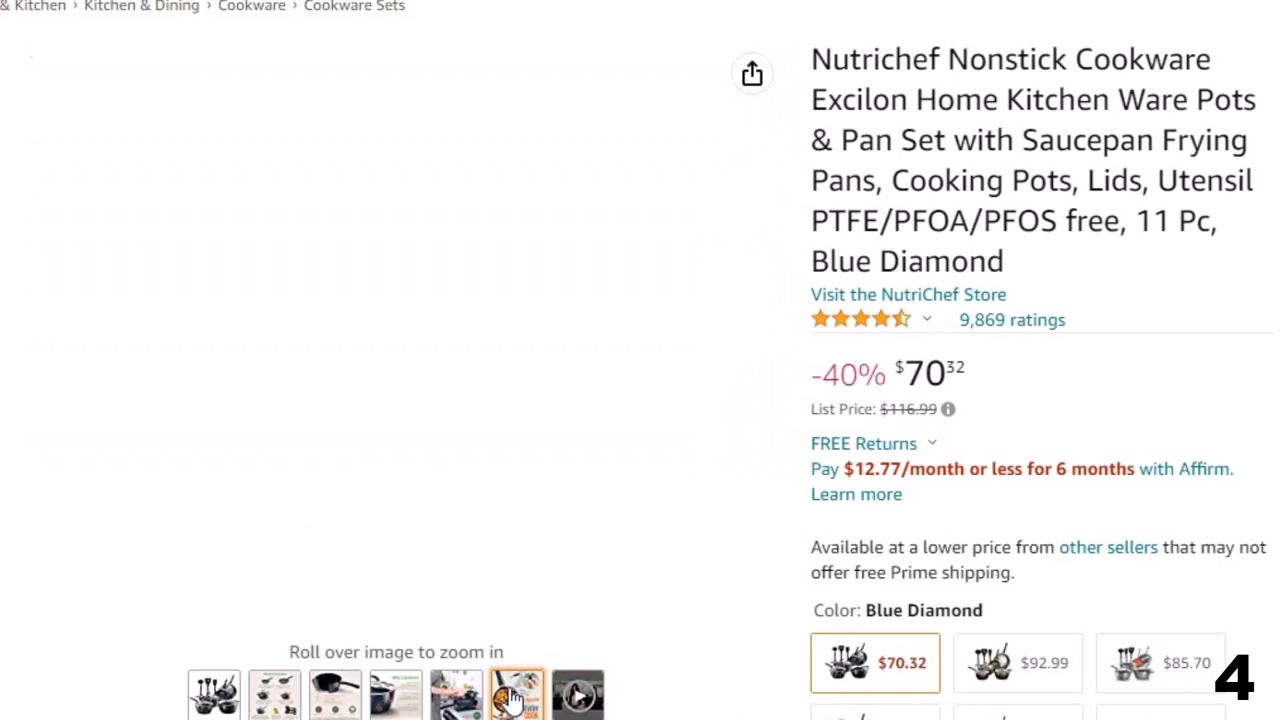 & Kitchen › Kitchen & Dining › Cookware › Cookware Sets
Nutrichef Nonstick Cookware
Excilon Home Kitchen Ware Pots
& Pan Set with Saucepan Frying
Pans, Cooking Pots, Lids, Utensil
PTFE/PFOA/PFOS free, 11 Pc,
Blue Diamond
Visit the NutriChef Store
9,869 ratings
-40% $70.32
List Price: $116.99
FREE Returns
Pay $12.77/month or less for 6 months with Affirm.
Learn more
Available at a lower price from other sellers that may not
offer free Prime shipping.
Color: Blue Diamond
$70.32 $92.99 $85.70
4
Roll over image to zoom in